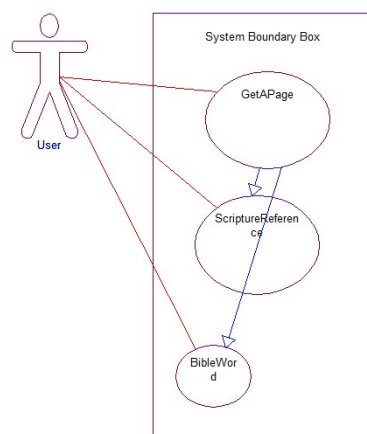 System Boundary Box
GetAPage
User
ScriptureReferen
ce
BibleWor
d